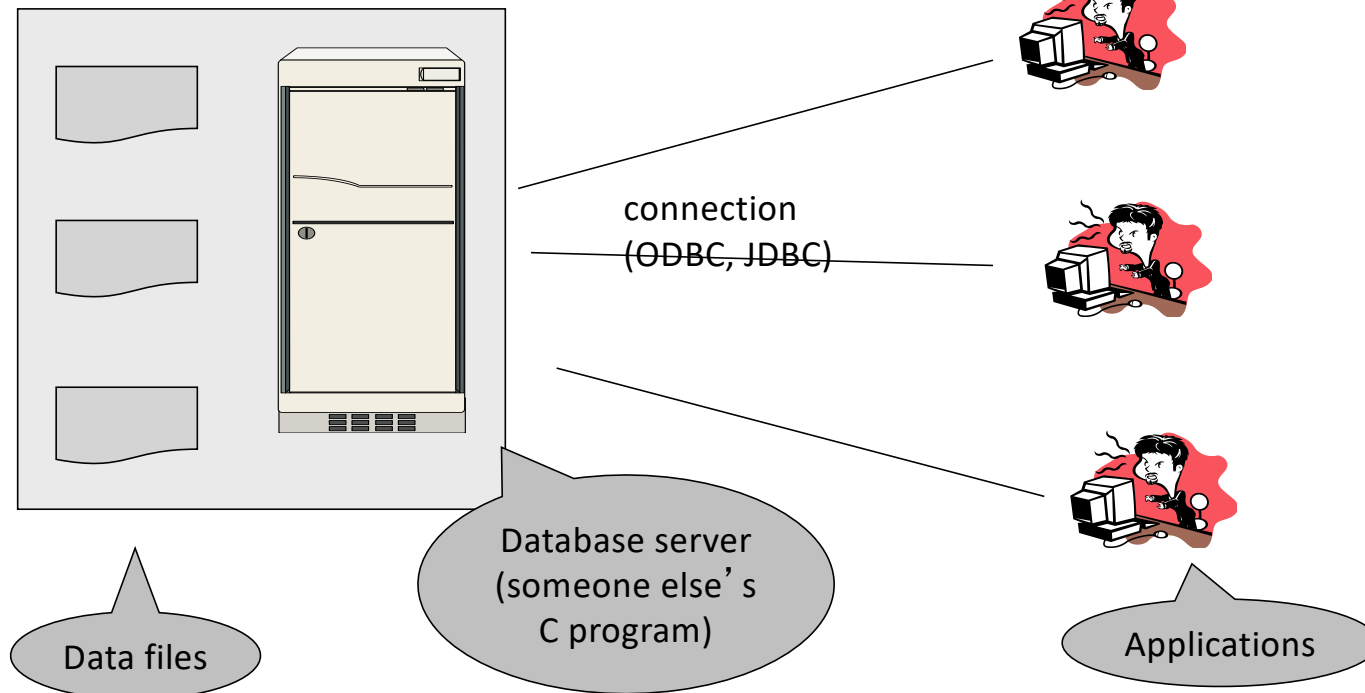 connection
(ODBC, JDBC)
Database server
(someone else’s
C program)
Data files
Applications